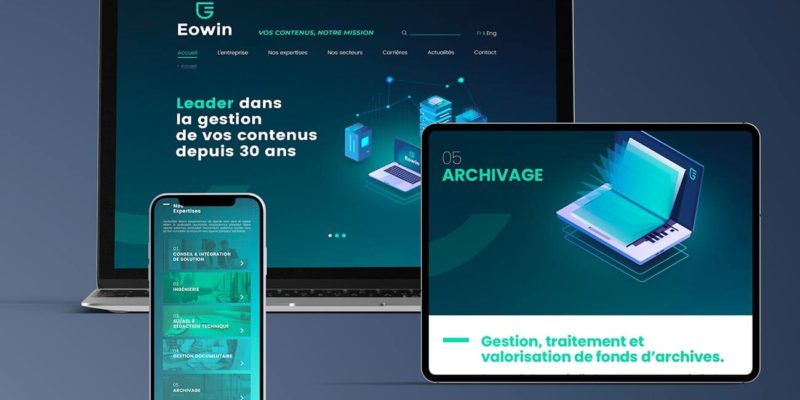 Eowin
VOS CONTENUS, NOTRE MISSION
Fr I Eng
Accueil L'entreprise Nos expertises Nos secteurs Carrières Actualités Contact
> Accueil
Leader dans
la gestion
de vos contenus
depuis 30 ans
Eowin
05
ARCHIVAGE
Gestion, traitement et
valorisation de fonds d'archives.
Nos
Expertises
01.
CONSEIL & INTÉGRATION
DE SOLUTION
02.
INGÉNIERIE
03.
RÉDACTION TECHNIQUE
04.
GESTION DOCUMENTAIRE
05.
ARCHIVAGE